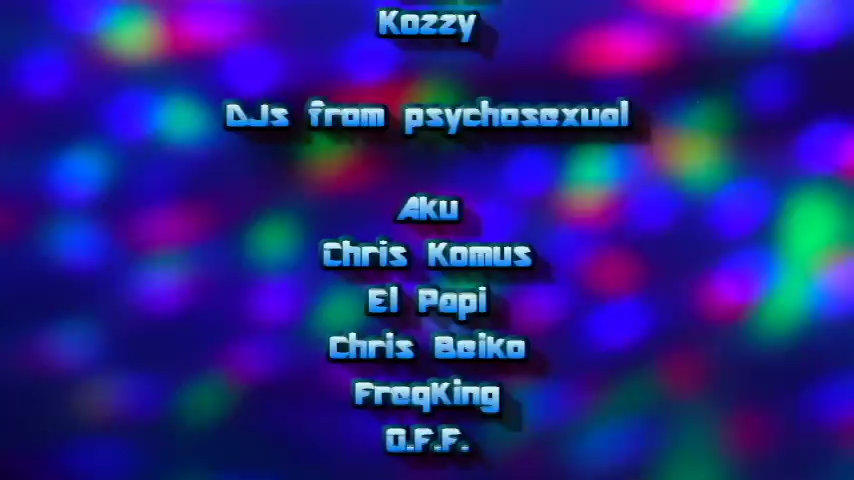 Kozzy
DJs from psychosexual
Aku
Chris Komus
El Papi
Chris Beiko
FreqKing
O.F.F.